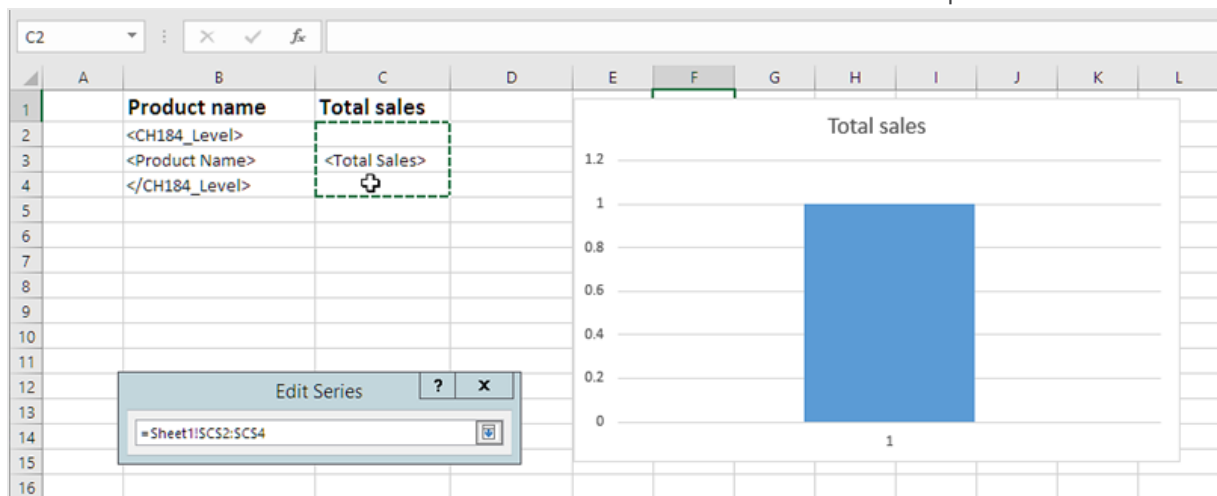 C2 fx
A B C D E F G H I J K L
1 Product name Total sales
2 <CH184_Level>
3 <Product Name> <Total Sales>
4 </CH184_Level>
5
6
7
8
9
10
11
12
13
14
15
16
Edit Series ? x
=Sheet1!$C$2:$C$4
Total sales
1.2
1
0.8
0.6
0.4
0.2
0
1